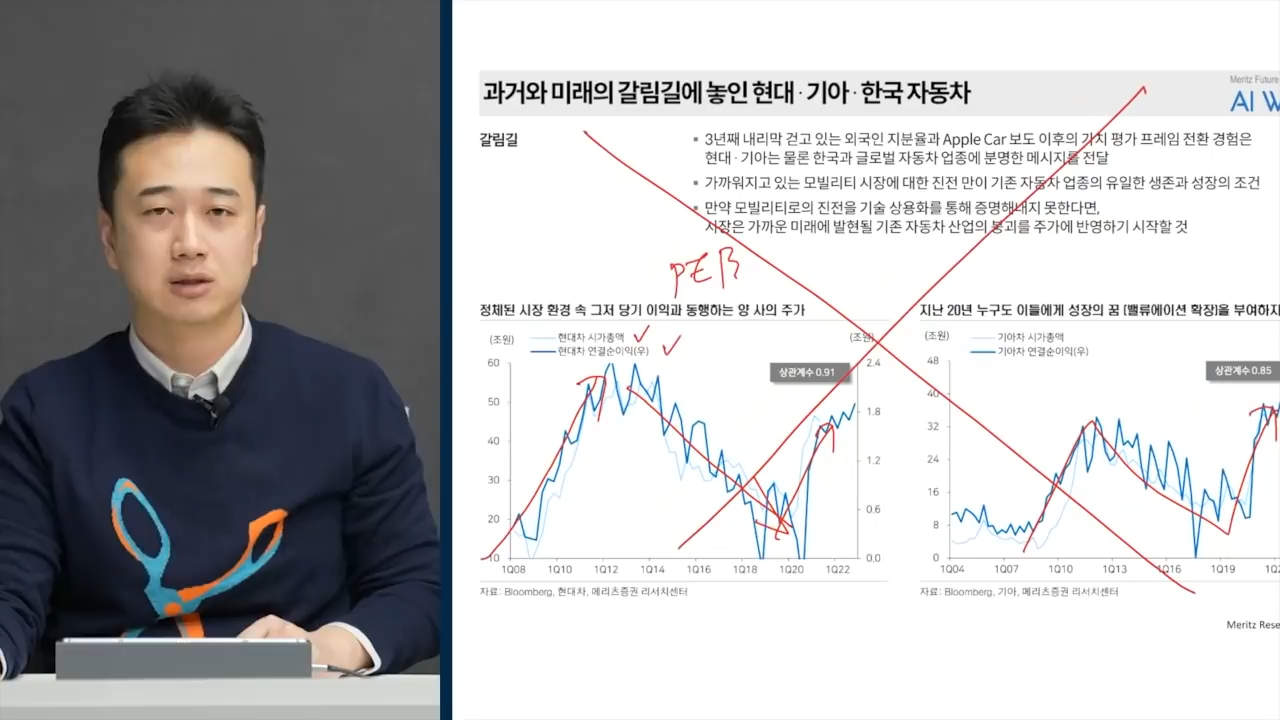 Meritz Future
과거와 미래의 갈림길에 놓인 현대 · 기아 · 한국 자동차
AI W
갈림길
▪ 3년째 내리막 걷고 있는 외국인 지분율과 Apple Car 보도 이후의 가치 평가 프레임 전환 경험은
현대 · 기아는 물론 한국과 글로벌 자동차 업종에 분명한 메시지를 전달
▪ 가까워지고 있는 모빌리티 시장에 대한 진전 만이 기존 자동차 업종의 유일한 생존과 성장의 조건
▪ 만약 모빌리티로의 진전을 기술 상용화를 통해 증명해내지 못한다면,
시장은 가까운 미래에 발현될 기존 자동차 산업의 붕괴를 주가에 반영하기 시작할 것
정체된 시장 환경 속 그저 당기 이익과 동행하는 양 사의 주가
(조원)
현대차 시가총액
현대차 연결순이익(우)
(조원)
상관계수 0.91
60
50
40
30
20
10
2.4
1.8
1.2
0.6
0.0
1Q08 1Q10 1Q12 1Q14 1Q16 1Q18 1Q20 1Q22
자료: Bloomberg, 현대차, 메리츠증권 리서치센터
지난 20년 누구도 이들에게 성장의 꿈 (밸류에이션 확장)을 부여하지
(조원)
기아차 시가총액
기아차 연결순이익(우)
상관계수 0.85
48
40
32
24
16
8
0
1Q04 1Q07 1Q10 1Q13 1Q16 1Q19 1Q2
자료: Bloomberg, 기아, 메리츠증권 리서치센터
Meritz Rese